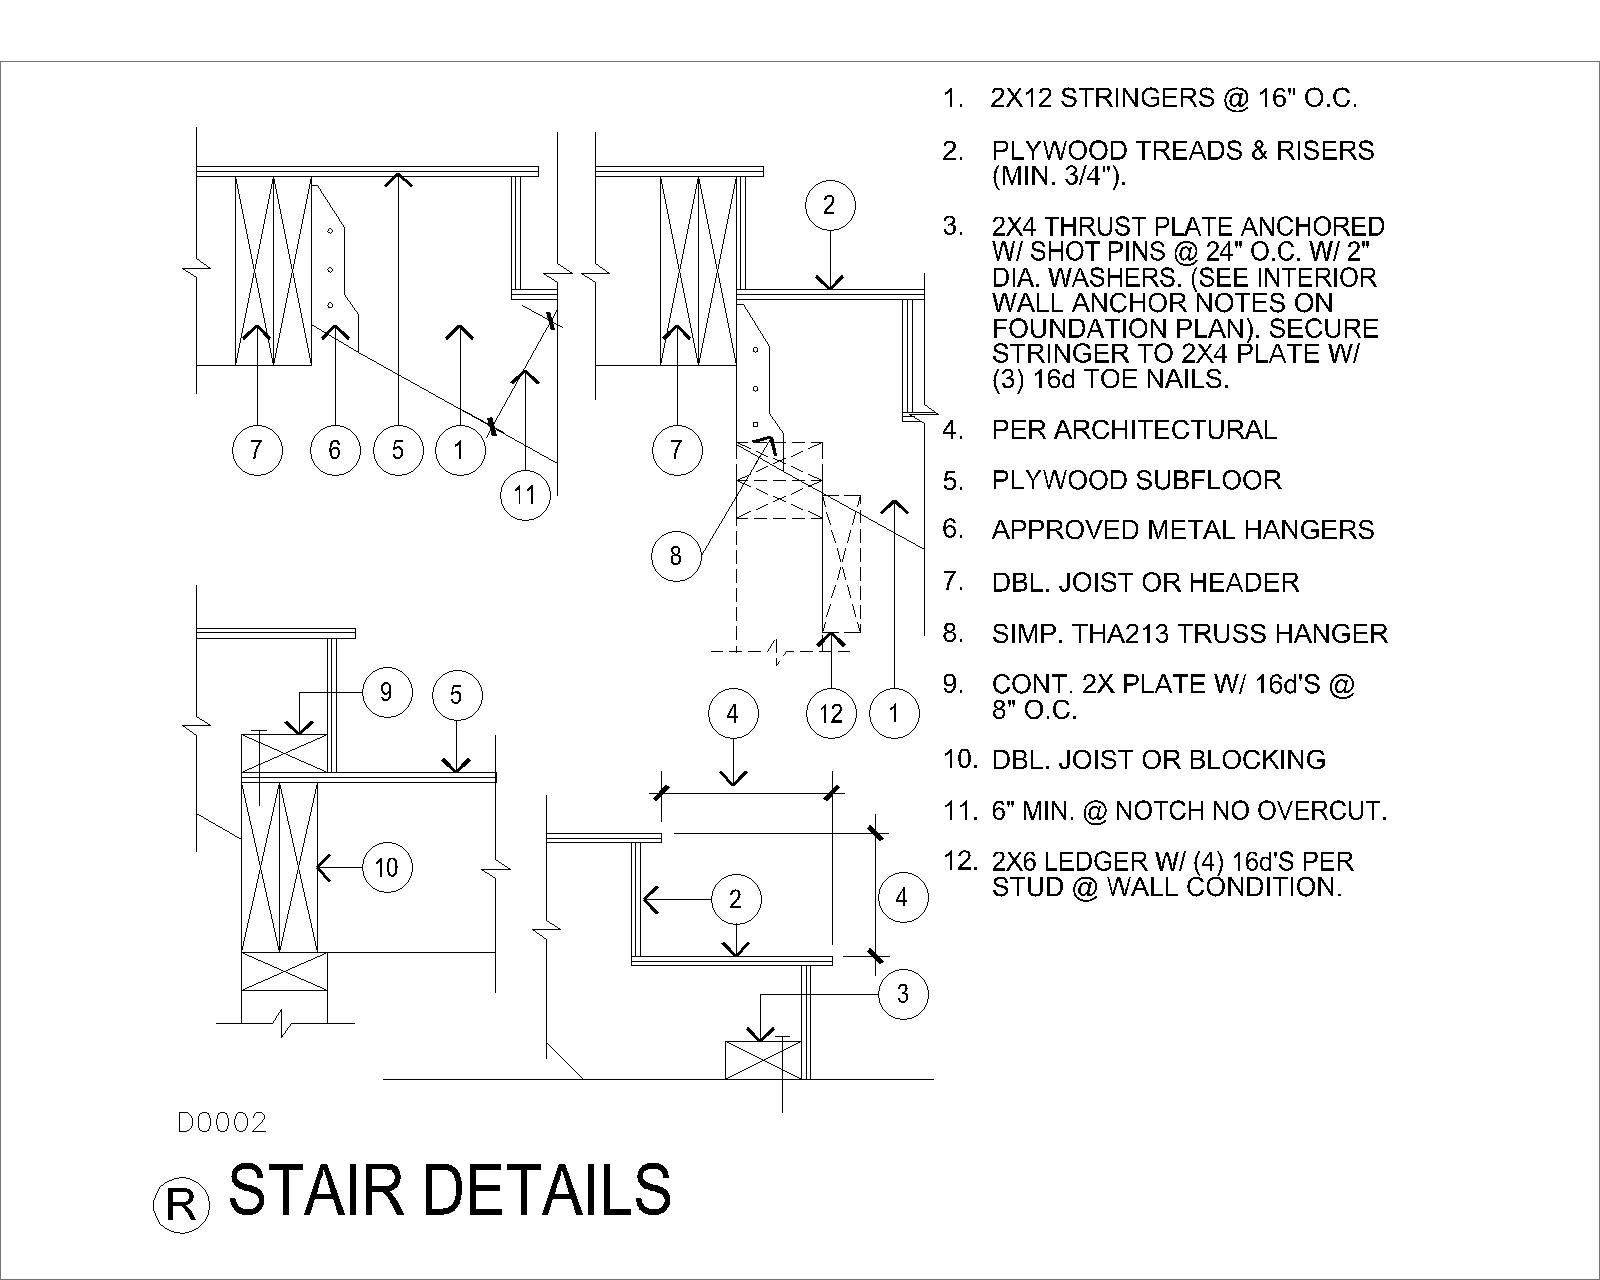 1. 2X12 STRINGERS @ 16" O.C.
2. PLYWOOD TREADS & RISERS
(MIN. 3/4").
3. 2X4 THRUST PLATE ANCHORED
W/ SHOT PINS @ 24" O.C. W/ 2"
DIA. WASHERS. (SEE INTERIOR
WALL ANCHOR NOTES ON
FOUNDATION PLAN). SECURE
STRINGER TO 2X4 PLATE W/
(3) 16d TOE NAILS.
4. PER ARCHITECTURAL
5. PLYWOOD SUBFLOOR
6. APPROVED METAL HANGERS
7. DBL. JOIST OR HEADER
8. SIMP. THA213 TRUSS HANGER
9. CONT. 2X PLATE W/ 16d'S @
8" O.C.
10. DBL. JOIST OR BLOCKING
11. 6" MIN. @ NOTCH NO OVERCUT.
12. 2X6 LEDGER W/ (4) 16d'S PER
STUD @ WALL CONDITION.
2
7 6 5 1 7
11
8
9 5 4 12 1
10
2 4
3
D0002
R STAIR DETAILS